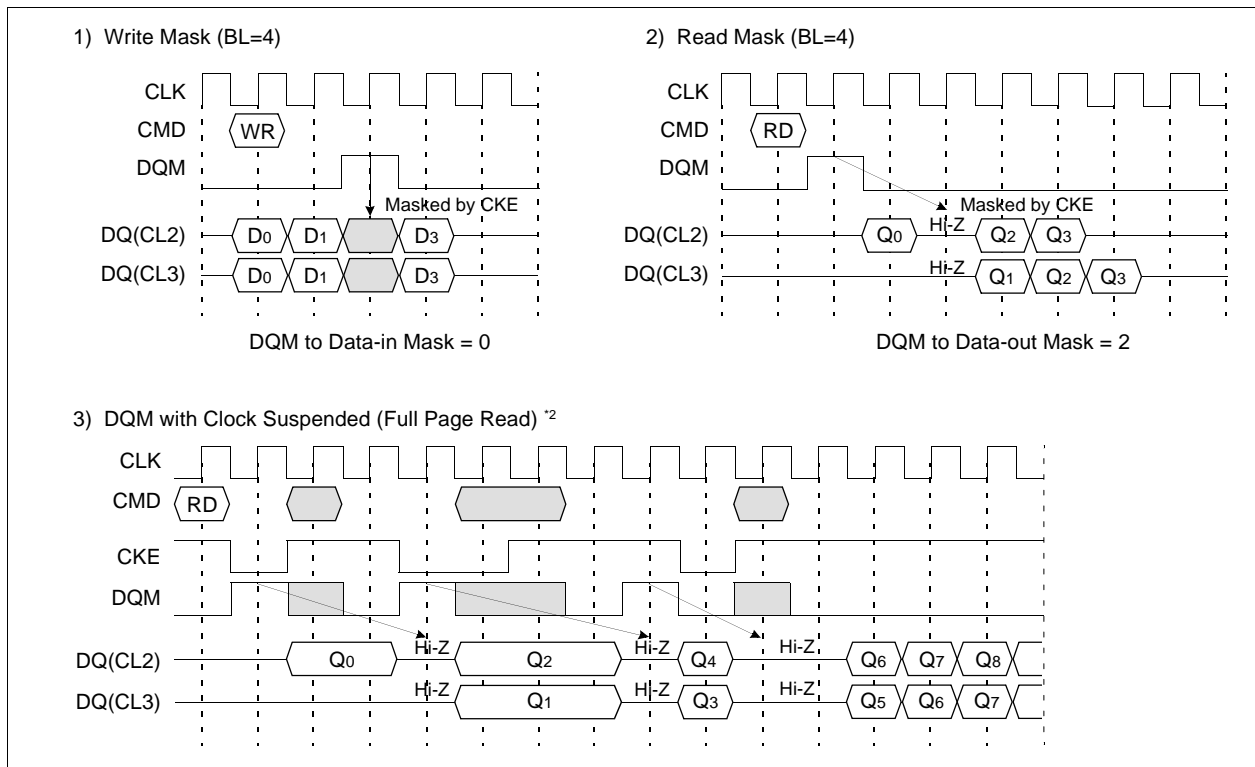 1) Write Mask (BL=4)
CLK
CMD WR
DQM
Masked by CKE
DQ(CL2) D0 D1 D3
DQ(CL3) D0 D1 D3
DQM to Data-in Mask = 0
2) Read Mask (BL=4)
CLK
CMD RD
DQM
Masked by CKE
DQ(CL2) Q0 Hi-Z Q2 Q3
DQ(CL3) Hi-Z Q1 Q2 Q3
DQM to Data-out Mask = 2
3) DQM with Clock Suspended (Full Page Read) *2
CLK
CMD RD
CKE
DQM
DQ(CL2) Q0 Hi-Z Q2 Hi-Z Q4 Hi-Z Q6 Q7 Q8
DQ(CL3) Hi-Z Q1 Hi-Z Q3 Hi-Z Q5 Q6 Q7